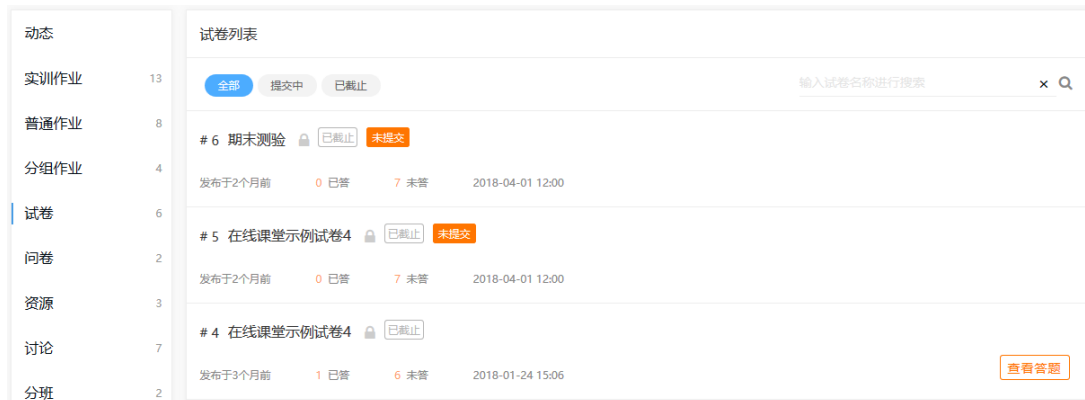 动态
实训作业 13
普通作业 8
分组作业 4
试卷 6
问卷 2
资源 3
讨论 7
分班 2
试卷列表
全部 提交中 已截止 输入试卷名称进行搜索 ×
#6 期末测验 已截止 未提交
发布于2个月前 0 已答 7 未答 2018-04-01 12:00
#5 在线课堂示例试卷4 已截止 未提交
发布于2个月前 0 已答 7 未答 2018-04-01 12:00
#4 在线课堂示例试卷4 已截止
发布于3个月前 1 已答 6 未答 2018-01-24 15:06 查看答题